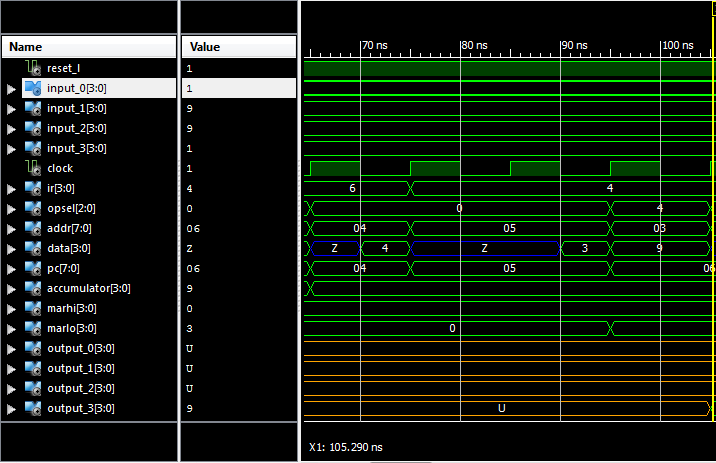 70 ns 80 ns 90 ns 100 ns
Name Value
reset_l 1
input_0[3:0] 1
input_1[3:0] 9
input_2[3:0] 9
input_3[3:0] 1
clock 1
ir[3:0] 4 6 4
opsel[2:0] 0 0 4
addr[7:0] 06 04 05 03
data[3:0] Z Z 4 Z 3 9
pc[7:0] 06 04 05 06
accumulator[3:0] 9
marhi[3:0] 0
marlo[3:0] 3 0
output_0[3:0] U
output_1[3:0] U
output_2[3:0] U
output_3[3:0] 9 U
X1: 105.290 ns